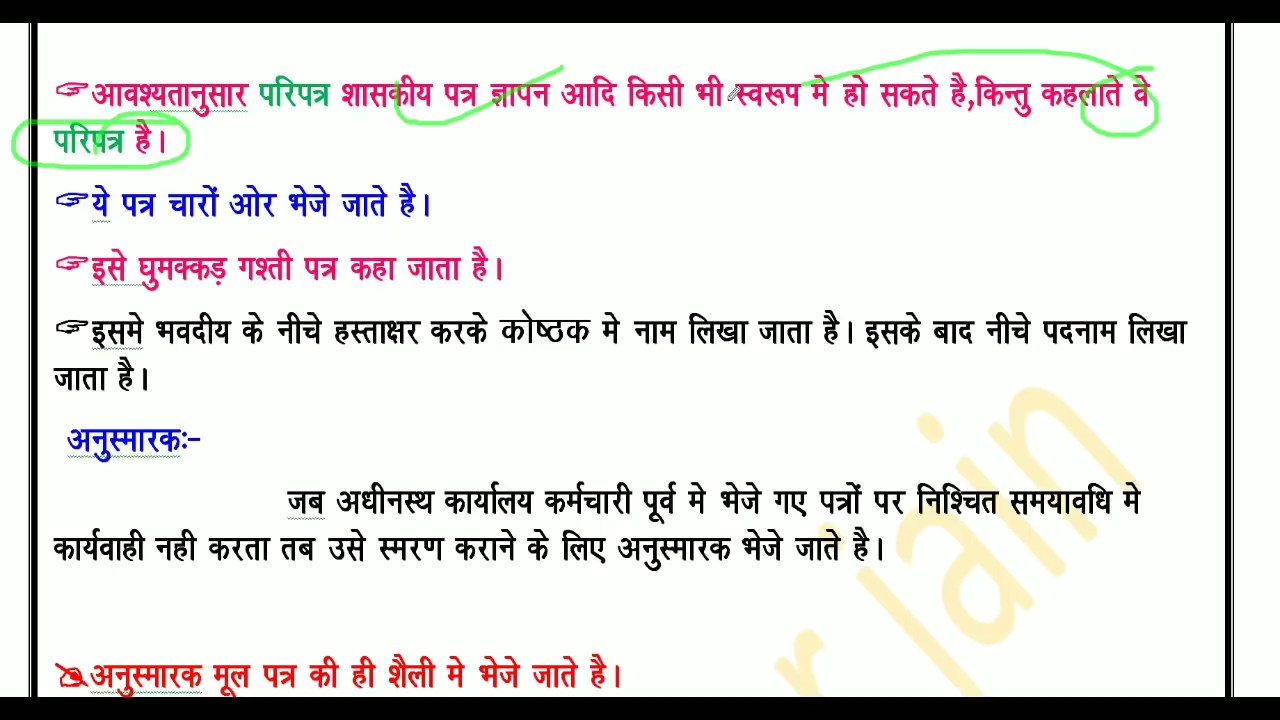 ☞आवश्यतानुसार परिपत्र शासकीय पत्र ज्ञापन आदि किसी भी स्वरूप मे हो सकते है,किन्तु कहलाते वे
परिपत्र है।
☞ये पत्र चारों ओर भेजे जाते है।
☞इसे घुमक्कड़ गश्ती पत्र कहा जाता है।
☞इसमे भवदीय के नीचे हस्ताक्षर करके कोष्ठक मे नाम लिखा जाता है। इसके बाद नीचे पदनाम लिखा
जाता है।
अनुस्मारकः-
जब अधीनस्थ कार्यालय कर्मचारी पूर्व मे भेजे गए पत्रों पर निश्चित समयावधि मे
कार्यवाही नही करता तब उसे स्मरण कराने के लिए अनुस्मारक भेजे जाते है।
अनुस्मारक मूल पत्र की ही शैली मे भेजे जाते है।
r Jain